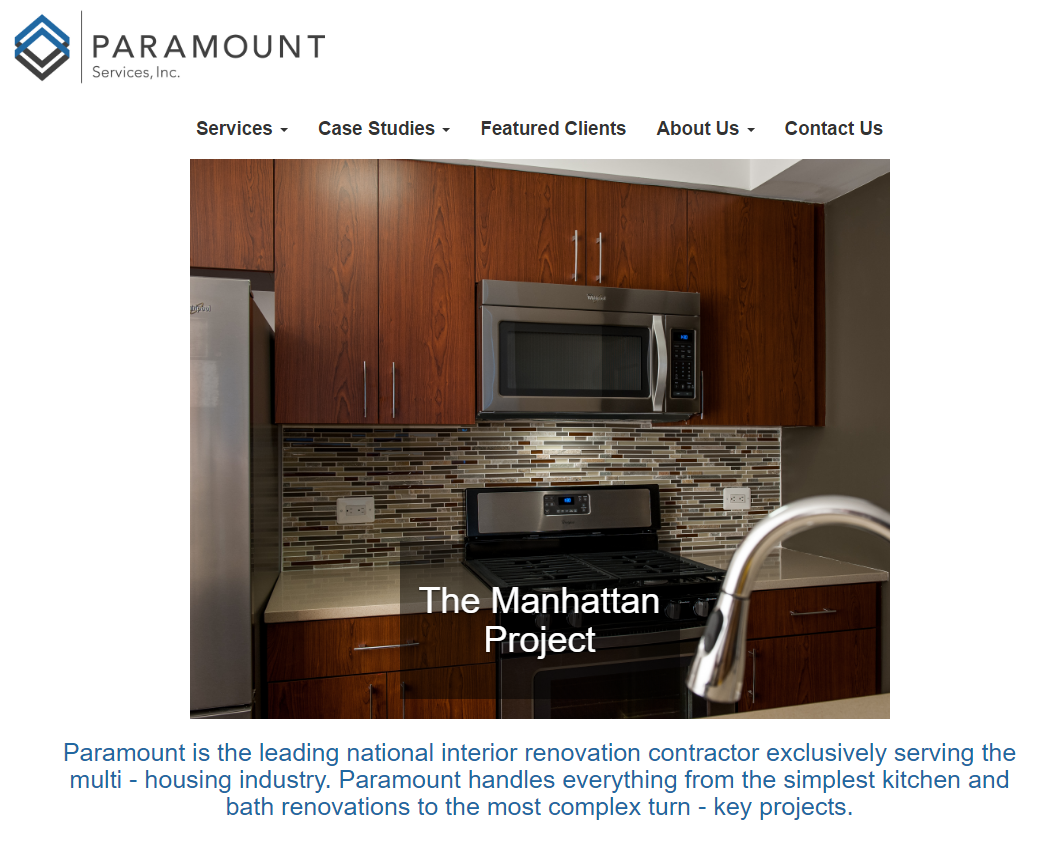 PARAMOUNT
Services, Inc.
Services Case Studies Featured Clients About Us Contact Us
Whirlpool
The Manhattan
Project
Paramount is the leading national interior renovation contractor exclusively serving the
multi - housing industry. Paramount handles everything from the simplest kitchen and
bath renovations to the most complex turn - key projects.